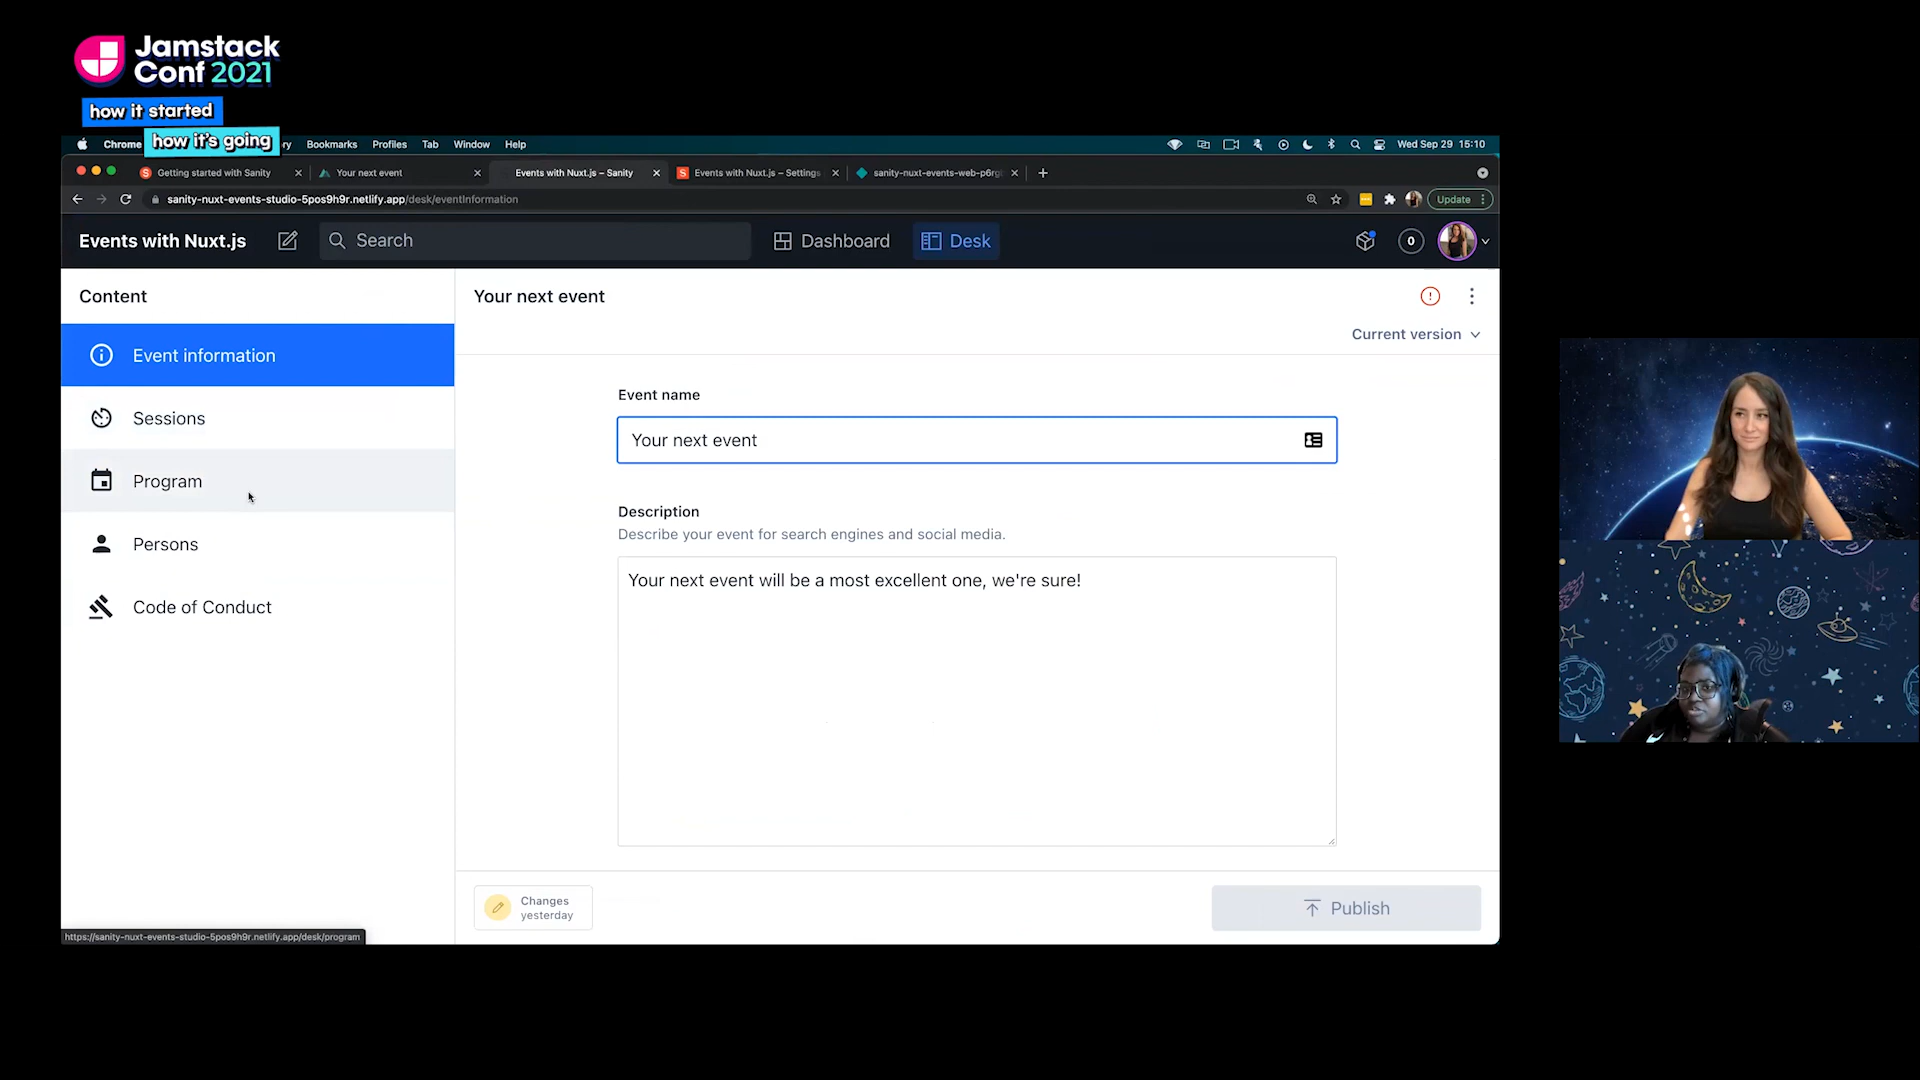 Jamstack
Conf 2021
how it started
how it's going
Chrome ry Bookmarks Profiles Tab Window Help Wed Sep 29 15:10
Getting started with Sanity Your next event Events with Nuxt.js – Sanity Events with Nuxt.js – Settings sanity-nuxt-events-web-p6rg
sanity-nuxt-events-studio-5pos9h9r.netlify.app/desk/eventInformation Update
Events with Nuxt.js Search Dashboard Desk 0
Content
Event information
Sessions
Program
Persons
Code of Conduct
Your next event
Current version
Event name
Your next event
Description
Describe your event for search engines and social media.
Your next event will be a most excellent one, we're sure!
Changes
yesterday
Publish
https://sanity-nuxt-events-studio-5pos9h9r.netlify.app/desk/program